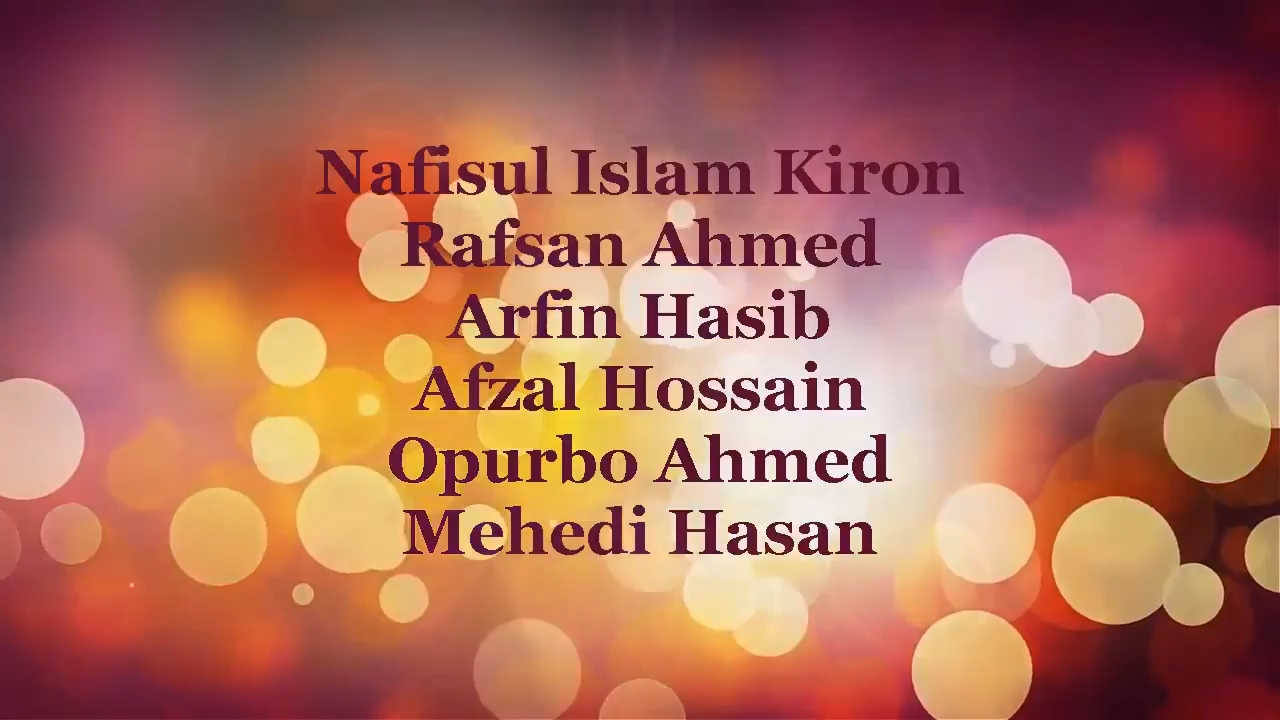 Nafisul Islam Kiron
Rafsan Ahmed
Arfin Hasib
Afzal Hossain
Opurbo Ahmed
Mehedi Hasan